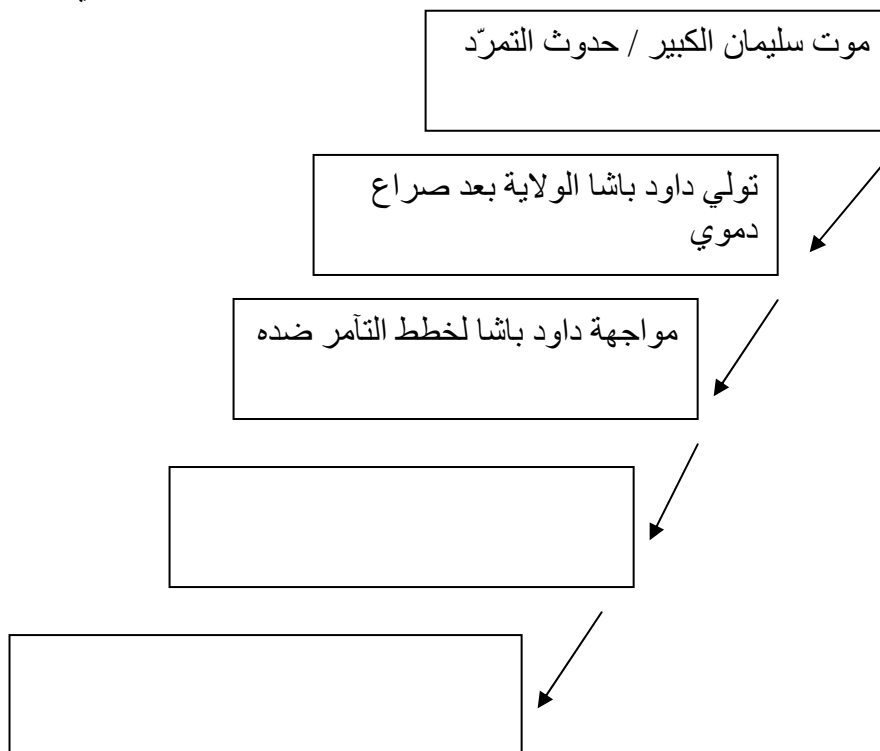 موت سليمان الكبير / حدوث التمرّد
تولي داود باشا الولاية بعد صراع
دموي
مواجهة داود باشا لخطط التآمر ضده